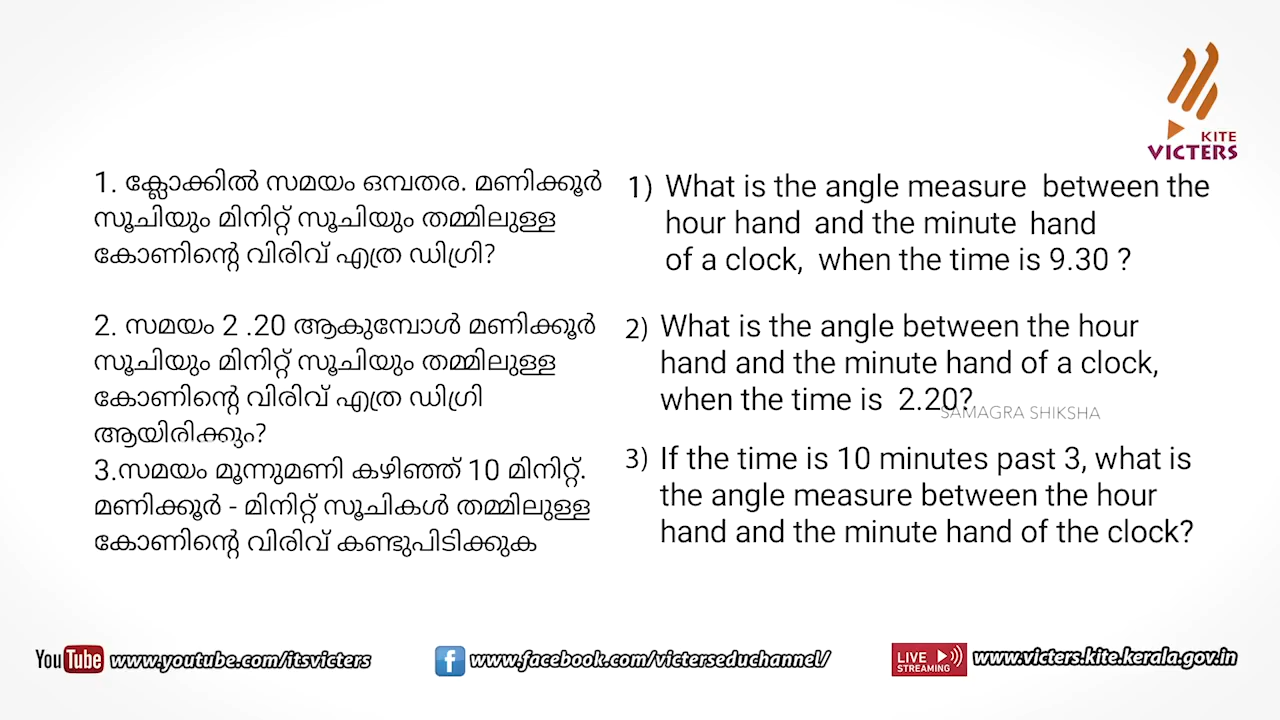 KITE
VICTERS
1. ക്ലോക്കിൽ സമയം ഒമ്പതര. മണിക്കൂർ
സൂചിയും മിനിറ്റ് സൂചിയും തമ്മിലുള്ള
കോണിന്റെ വിരിവ് എത്ര ഡിഗ്രി?
2. സമയം 2 .20 ആകുമ്പോൾ മണിക്കൂർ
സൂചിയും മിനിറ്റ് സൂചിയും തമ്മിലുള്ള
കോണിന്റെ വിരിവ് എത്ര ഡിഗ്രി
ആയിരിക്കും?
3.സമയം മൂന്നുമണി കഴിഞ്ഞ് 10 മിനിറ്റ്.
മണിക്കൂർ - മിനിറ്റ് സൂചികൾ തമ്മിലുള്ള
കോണിന്റെ വിരിവ് കണ്ടുപിടിക്കുക
1) What is the angle measure between the
hour hand and the minute hand
of a clock, when the time is 9.30 ?
2) What is the angle between the hour
hand and the minute hand of a clock,
when the time is 2.20?
SAMAGRA SHIKSHA
3) If the time is 10 minutes past 3, what is
the angle measure between the hour
hand and the minute hand of the clock?
YouTube www.youtube.com/itsvicters
f www.facebook.com/victerseduchannel/
LIVE STREAMING www.victers.kite.kerala.gov.in